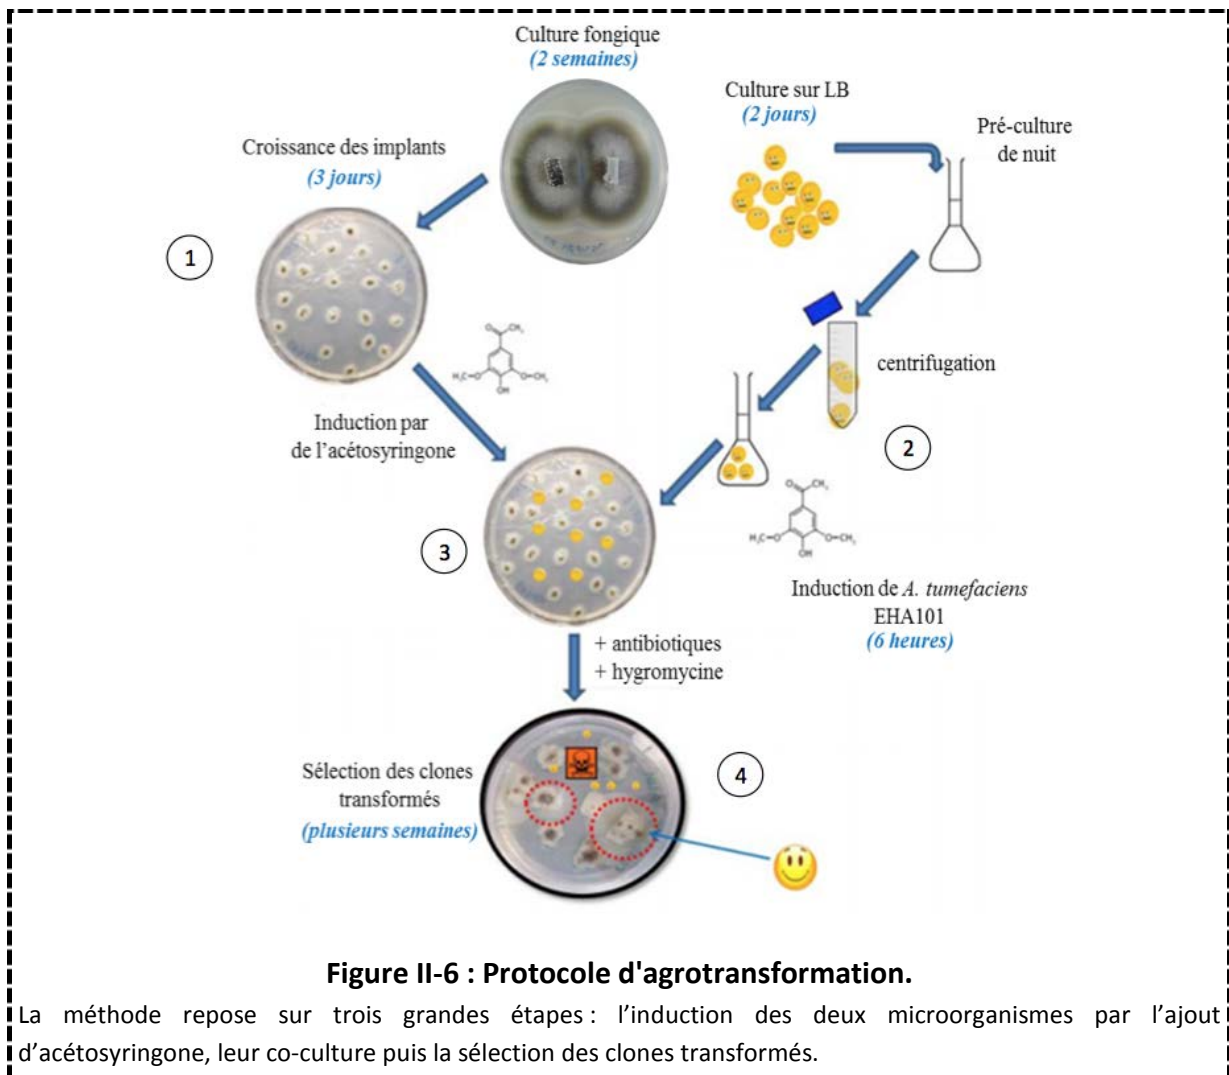 Culture fongique
(2 semaines)
Culture sur LB
(2 jours)
Pré-culture
de nuit
Croissance des implants
(3 jours)
1
centrifugation
2
Induction par
de l’acétosyringone
3
Induction de A. tumefaciens
EHA101
(6 heures)
+ antibiotiques
+ hygromycine
Sélection des clones
transformés
(plusieurs semaines)
4
Figure II-6 : Protocole d'agrotransformation.
La méthode repose sur trois grandes étapes : l’induction des deux microorganismes par l’ajout
d’acétosyringone, leur co-culture puis la sélection des clones transformés.